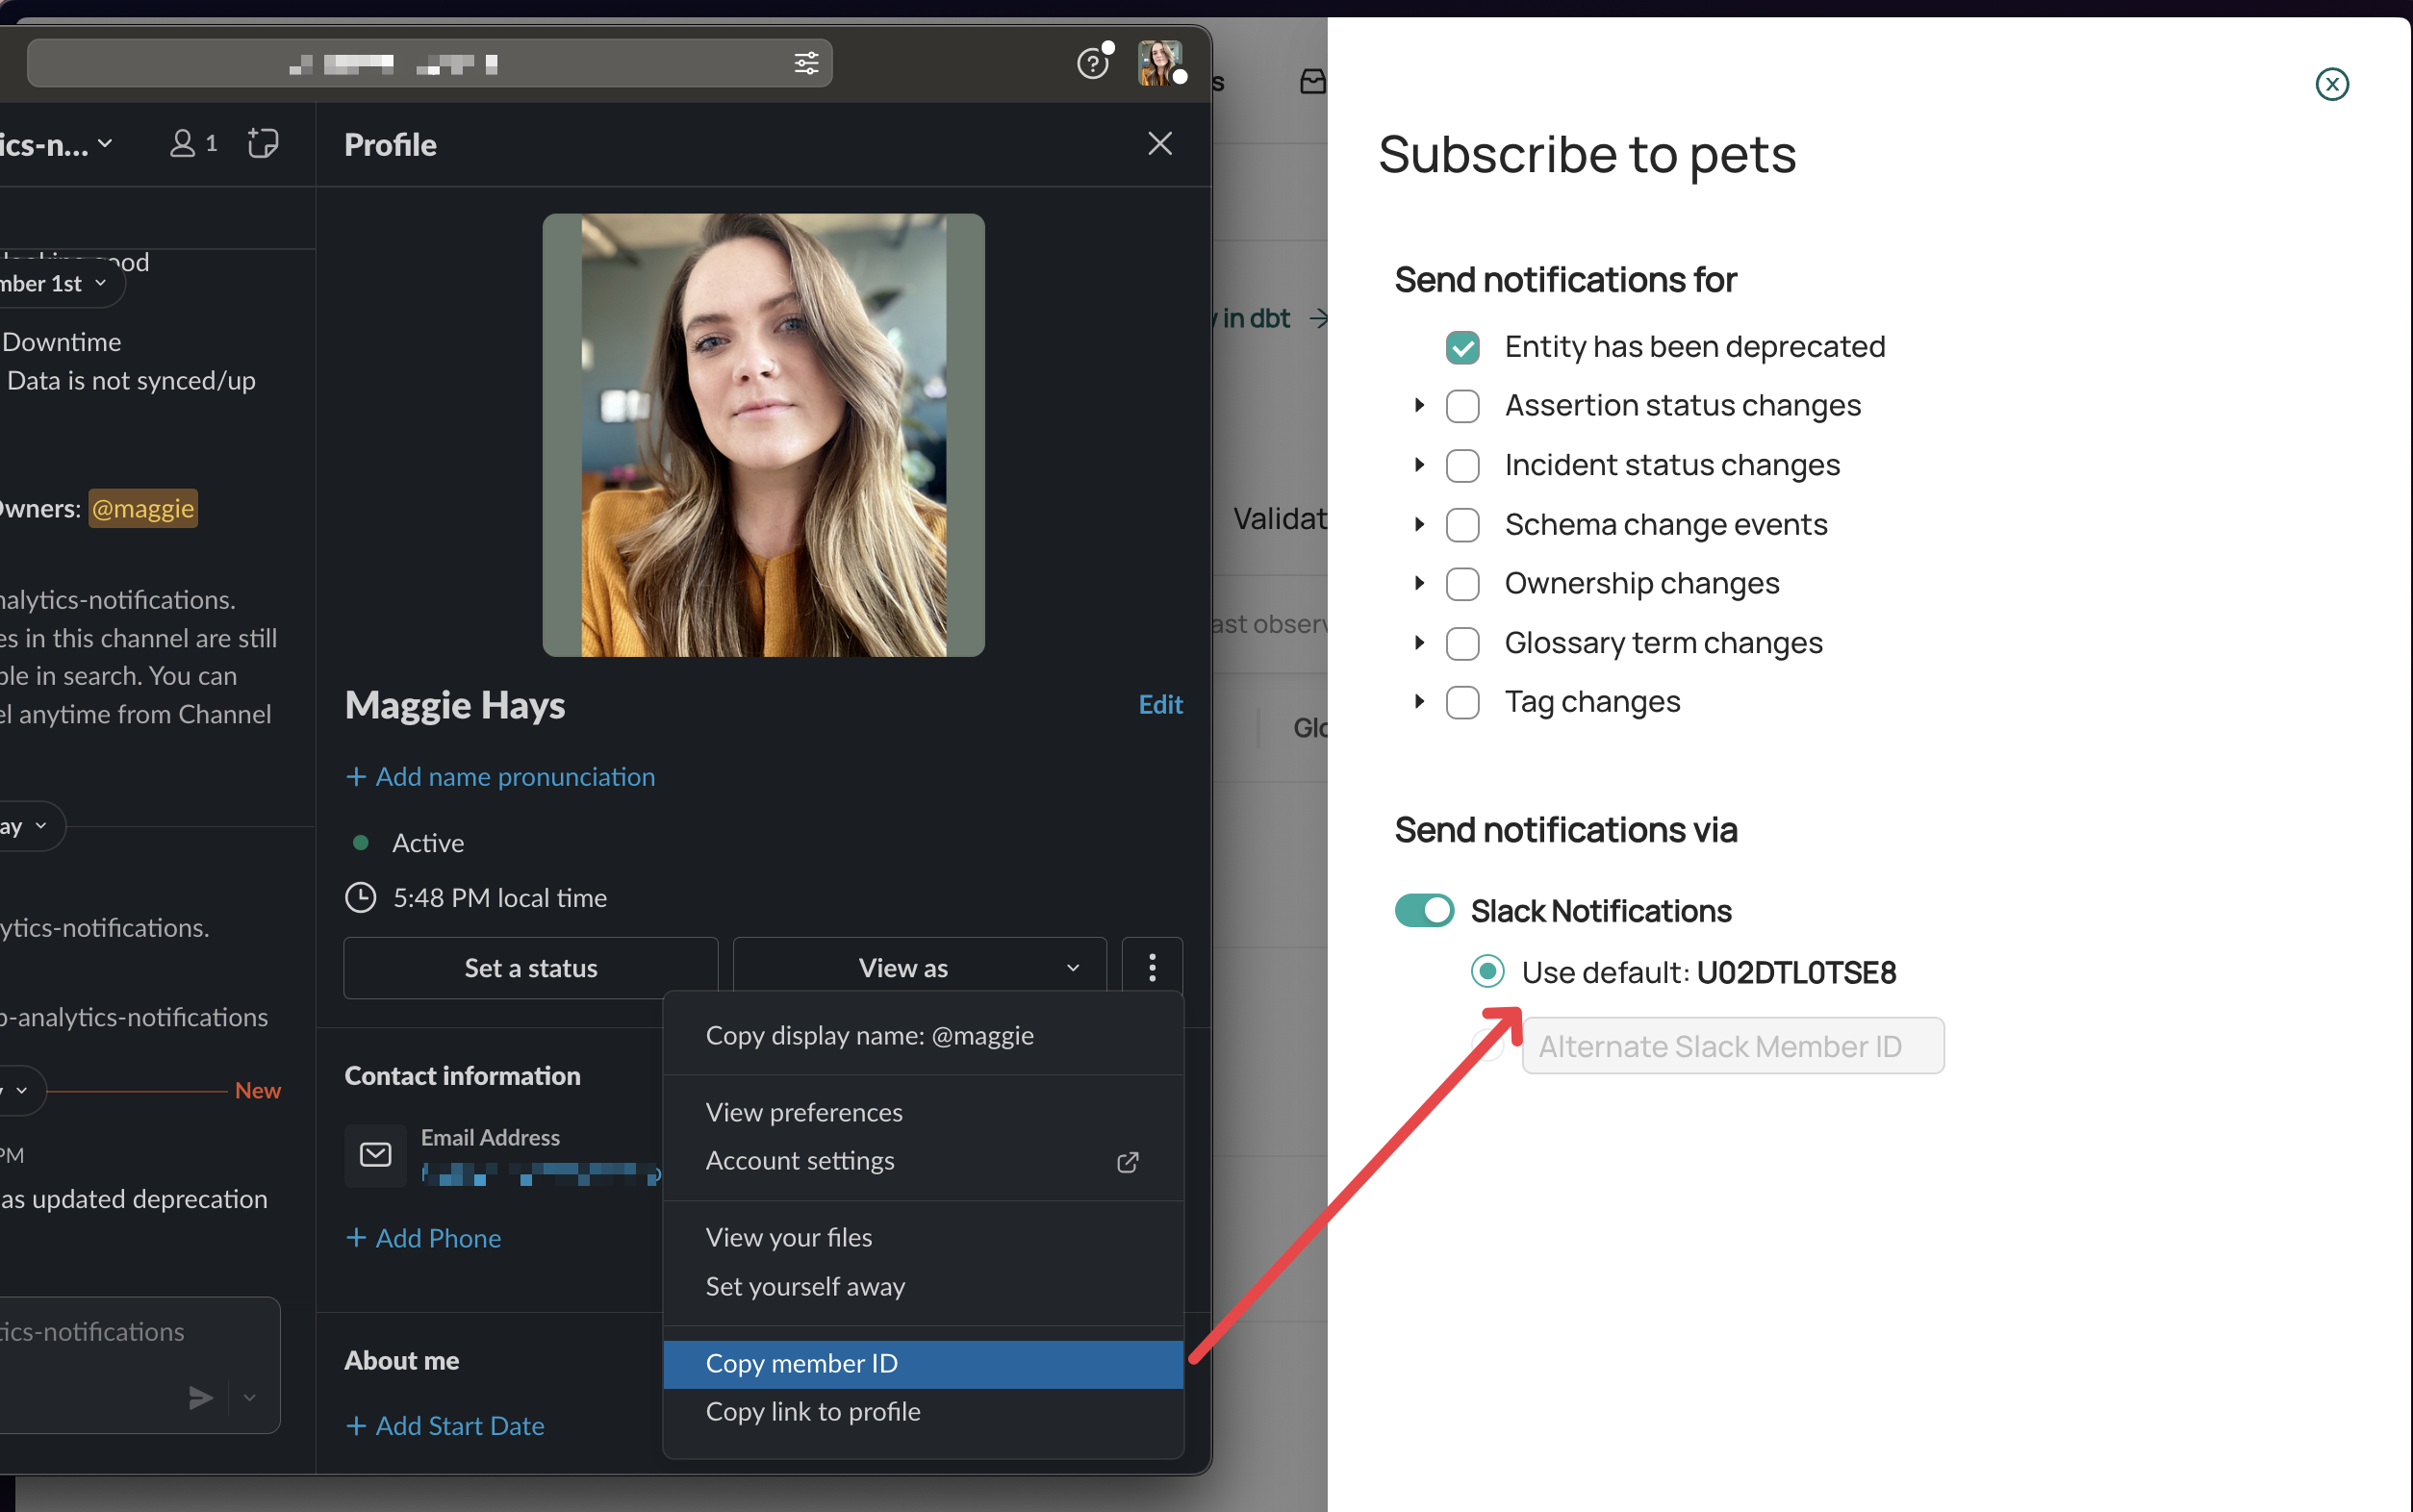 ics-n...
1
ood
mber 1st
Downtime
Data is not synced/up
Owners: @maggie
nalytics-notifications.
es in this channel are still
ble in search. You can
el anytime from Channel
ay
ytics-notifications.
p-analytics-notifications
New
PM
as updated deprecation
tics-notifications
Profile
Maggie Hays
Edit
+ Add name pronunciation
Active
5:48 PM local time
Set a status
View as
Contact information
Email Address
+ Add Phone
About me
+ Add Start Date
Copy display name: @maggie
View preferences
Account settings
View your files
Set yourself away
Copy member ID
Copy link to profile
s
y in dbt →
Validat
ast observ
Glo
Subscribe to pets
Send notifications for
Entity has been deprecated
Assertion status changes
Incident status changes
Schema change events
Ownership changes
Glossary term changes
Tag changes
Send notifications via
Slack Notifications
Use default: U02DTL0TSE8
Alternate Slack Member ID